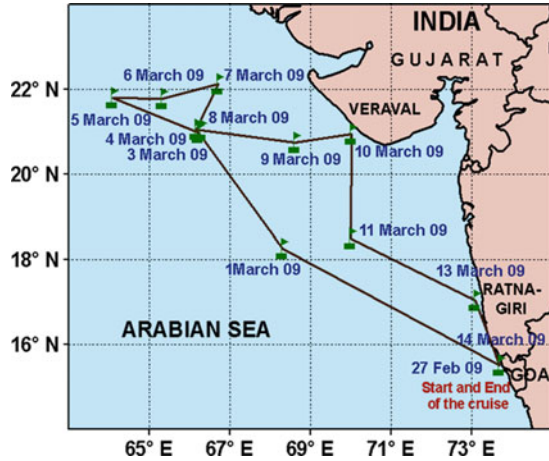 INDIA
GUJARAT
22° N
6 March 09
7 March 09
VERAVAL
5 March 09
8 March 09
4 March 09
3 March 09
9 March 09
10 March 09
20° N
11 March 09
18° N
1March 09
13 March 09
RATNA-
GIRI
ARABIAN SEA
16° N
14 March 09
27 Feb 09
GOA
Start and End
of the cruise
65° E
67° E
69° E
71° E
73° E